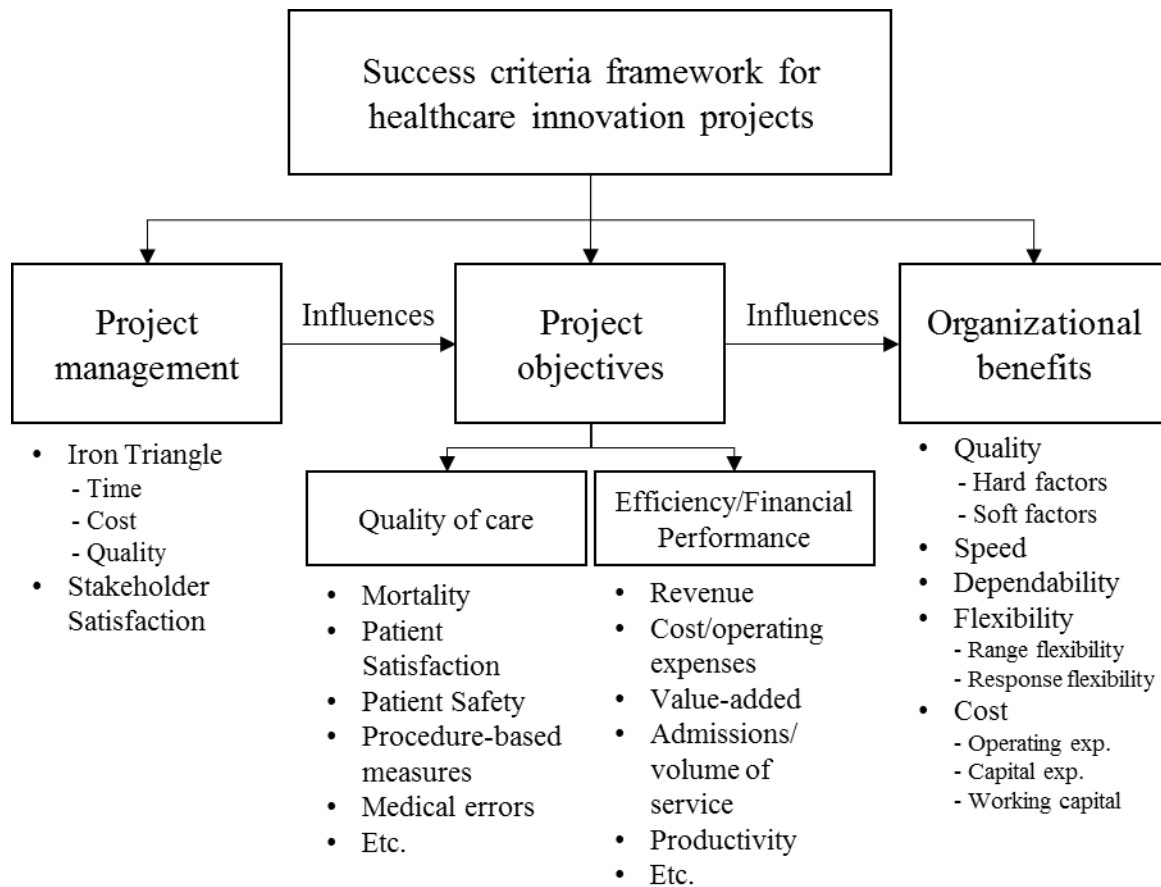 Success criteria framework for
healthcare innovation projects
Project
management
Influences
Project
objectives
Influences
Organizational
benefits
• Iron Triangle
- Time
- Cost
- Quality
• Stakeholder
Satisfaction
Quality of care
• Mortality
• Patient
Satisfaction
• Patient Safety
• Procedure-based
measures
• Medical errors
• Etc.
Efficiency/Financial
Performance
• Revenue
• Cost/operating
expenses
• Value-added
• Admissions/
volume of
service
• Productivity
• Etc.
• Quality
- Hard factors
- Soft factors
• Speed
• Dependability
• Flexibility
- Range flexibility
- Response flexibility
• Cost
- Operating exp.
- Capital exp.
- Working capital